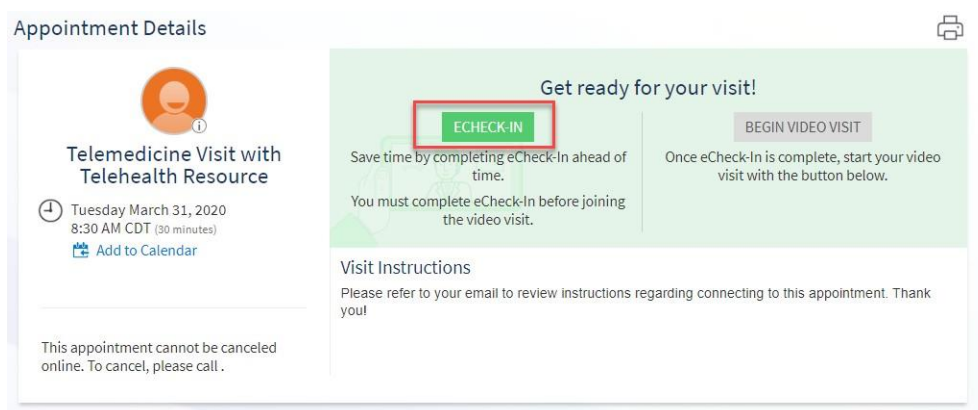 Appointment Details
Telemedicine Visit with
Telehealth Resource
Tuesday March 31, 2020
8:30 AM CDT (30 minutes)
Add to Calendar
This appointment cannot be canceled
online. To cancel, please call .
Get ready for your visit!
ECHECK-IN
Save time by completing eCheck-In ahead of
time.
You must complete eCheck-In before joining
the video visit.
BEGIN VIDEO VISIT
Once eCheck-In is complete, start your video
visit with the button below.
Visit Instructions
Please refer to your email to review instructions regarding connecting to this appointment. Thank
you!